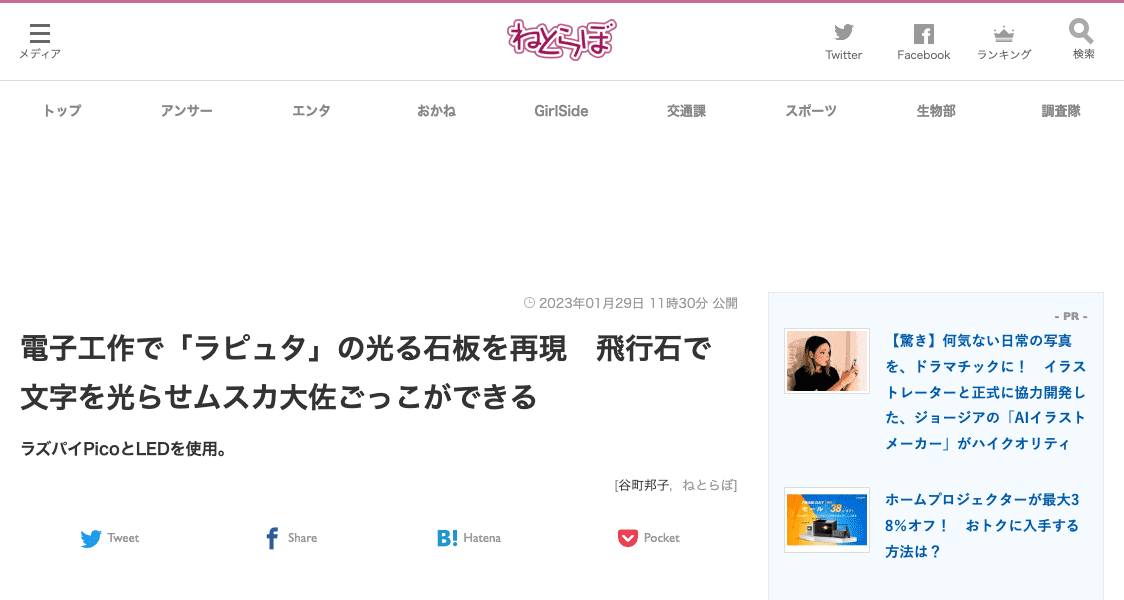 メディア
ねとらぼ
Twitter
Facebook
ランキング
検索
トップ
アンサー
エンタ
おかね
GirlSide
交通課
スポーツ
生物部
調査隊
2023年01月29日 11時30分 公開
電子工作で「ラピュタ」の光る石板を再現　飛行石で
文字を光らせムスカ大佐ごっこができる
ラズパイPicoとLEDを使用。
[谷町邦子，ねとらぼ]
Tweet
Share
B! Hatena
Pocket
- PR -
【驚き】何気ない日常の写真
を、ドラマチックに！　イラス
トレーターと正式に協力開発し
た、ジョージアの「AIイラスト
メーカー」がハイクオリティ
ホームプロジェクターが最大3
8％オフ！　おトクに入手する
方法は？